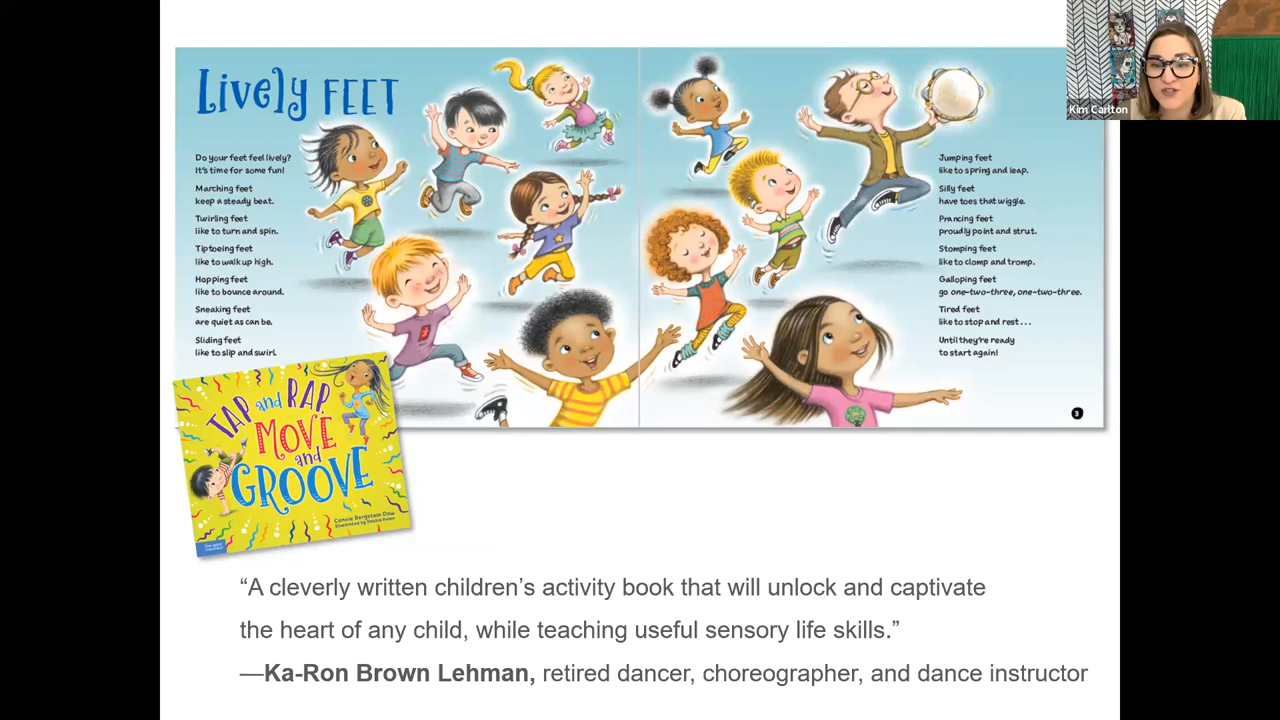 Kim Carlton
Lively FEET
Do your feet feel lively?
It's time for some fun!
Marching feet
keep a steady beat.
Twirling feet
like to turn and spin.
Tiptoeing feet
like to walk up high.
Hopping feet
like to bounce around.
Sneaking feet
are quiet as can be.
Sliding feet
like to slip and swirl.
Jumping feet
like to spring and leap.
Silly feet
have toes that wiggle.
Prancing feet
proudly point and strut.
Stomping feet
like to clomp and tromp.
Galloping feet
go one-two-three, one-two-three.
Tired feet
like to stop and rest . . .
Until they're ready
to start again!
3
TAP and RAP
MOVE
and
GROOVE
Connie Bergstein Dow
Illustrated by Debbie Palen
“A cleverly written children’s activity book that will unlock and captivate
the heart of any child, while teaching useful sensory life skills.”
—Ka-Ron Brown Lehman, retired dancer, choreographer, and dance instructor